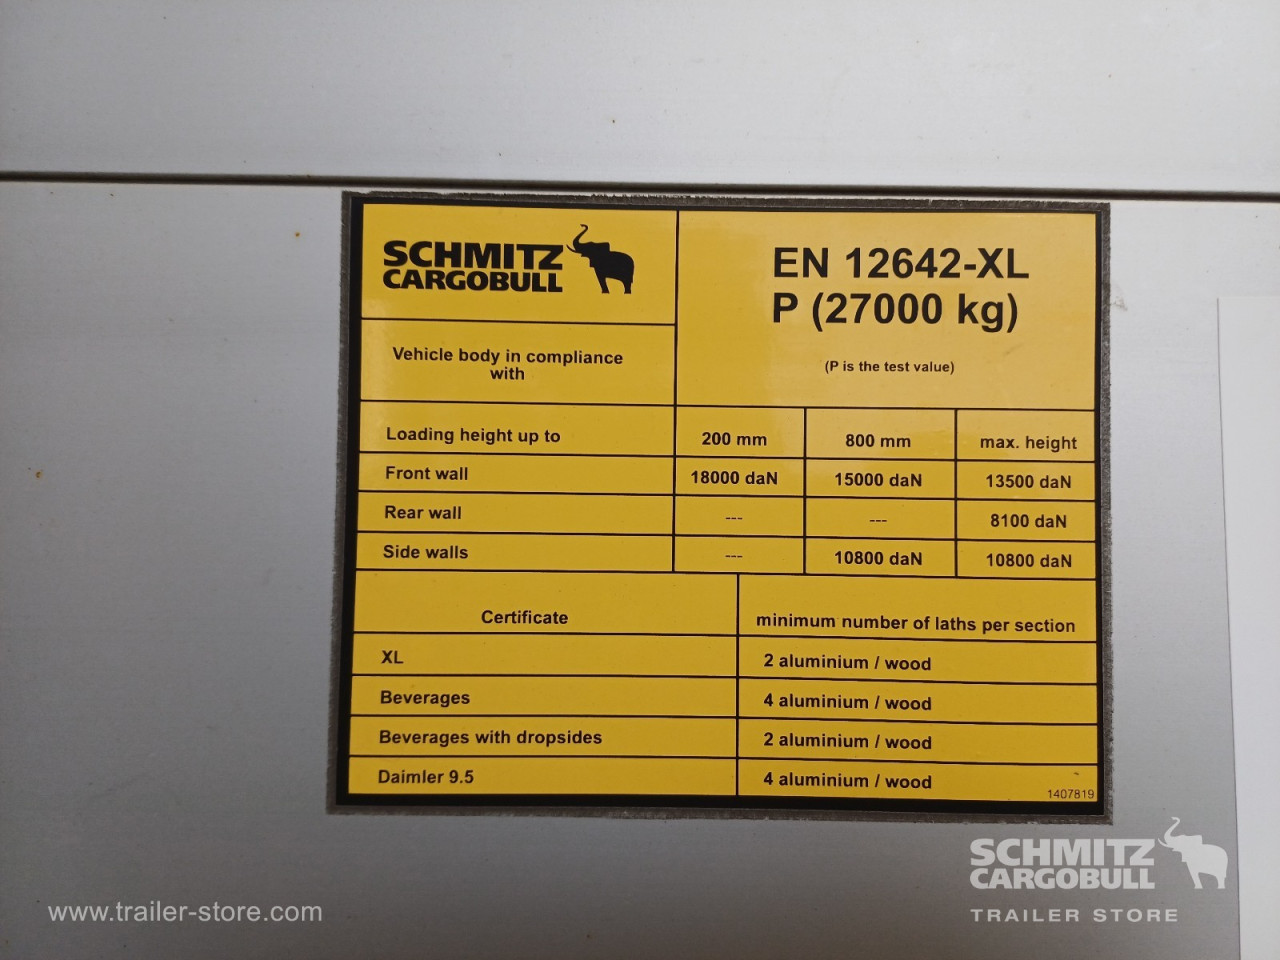 SCHMITZ
CARGOBULL
EN 12642-XL
P (27000 kg)
(P is the test value)
Vehicle body in compliance
with
Loading height up to 200 mm 800 mm max. height
Front wall 18000 daN 15000 daN 13500 daN
Rear wall --- --- 8100 daN
Side walls --- 10800 daN 10800 daN
Certificate minimum number of laths per section
XL 2 aluminium / wood
Beverages 4 aluminium / wood
Beverages with dropsides 2 aluminium / wood
Daimler 9.5 4 aluminium / wood
1407819
SCHMITZ
CARGOBULL
TRAILER STORE
www.trailer-store.com